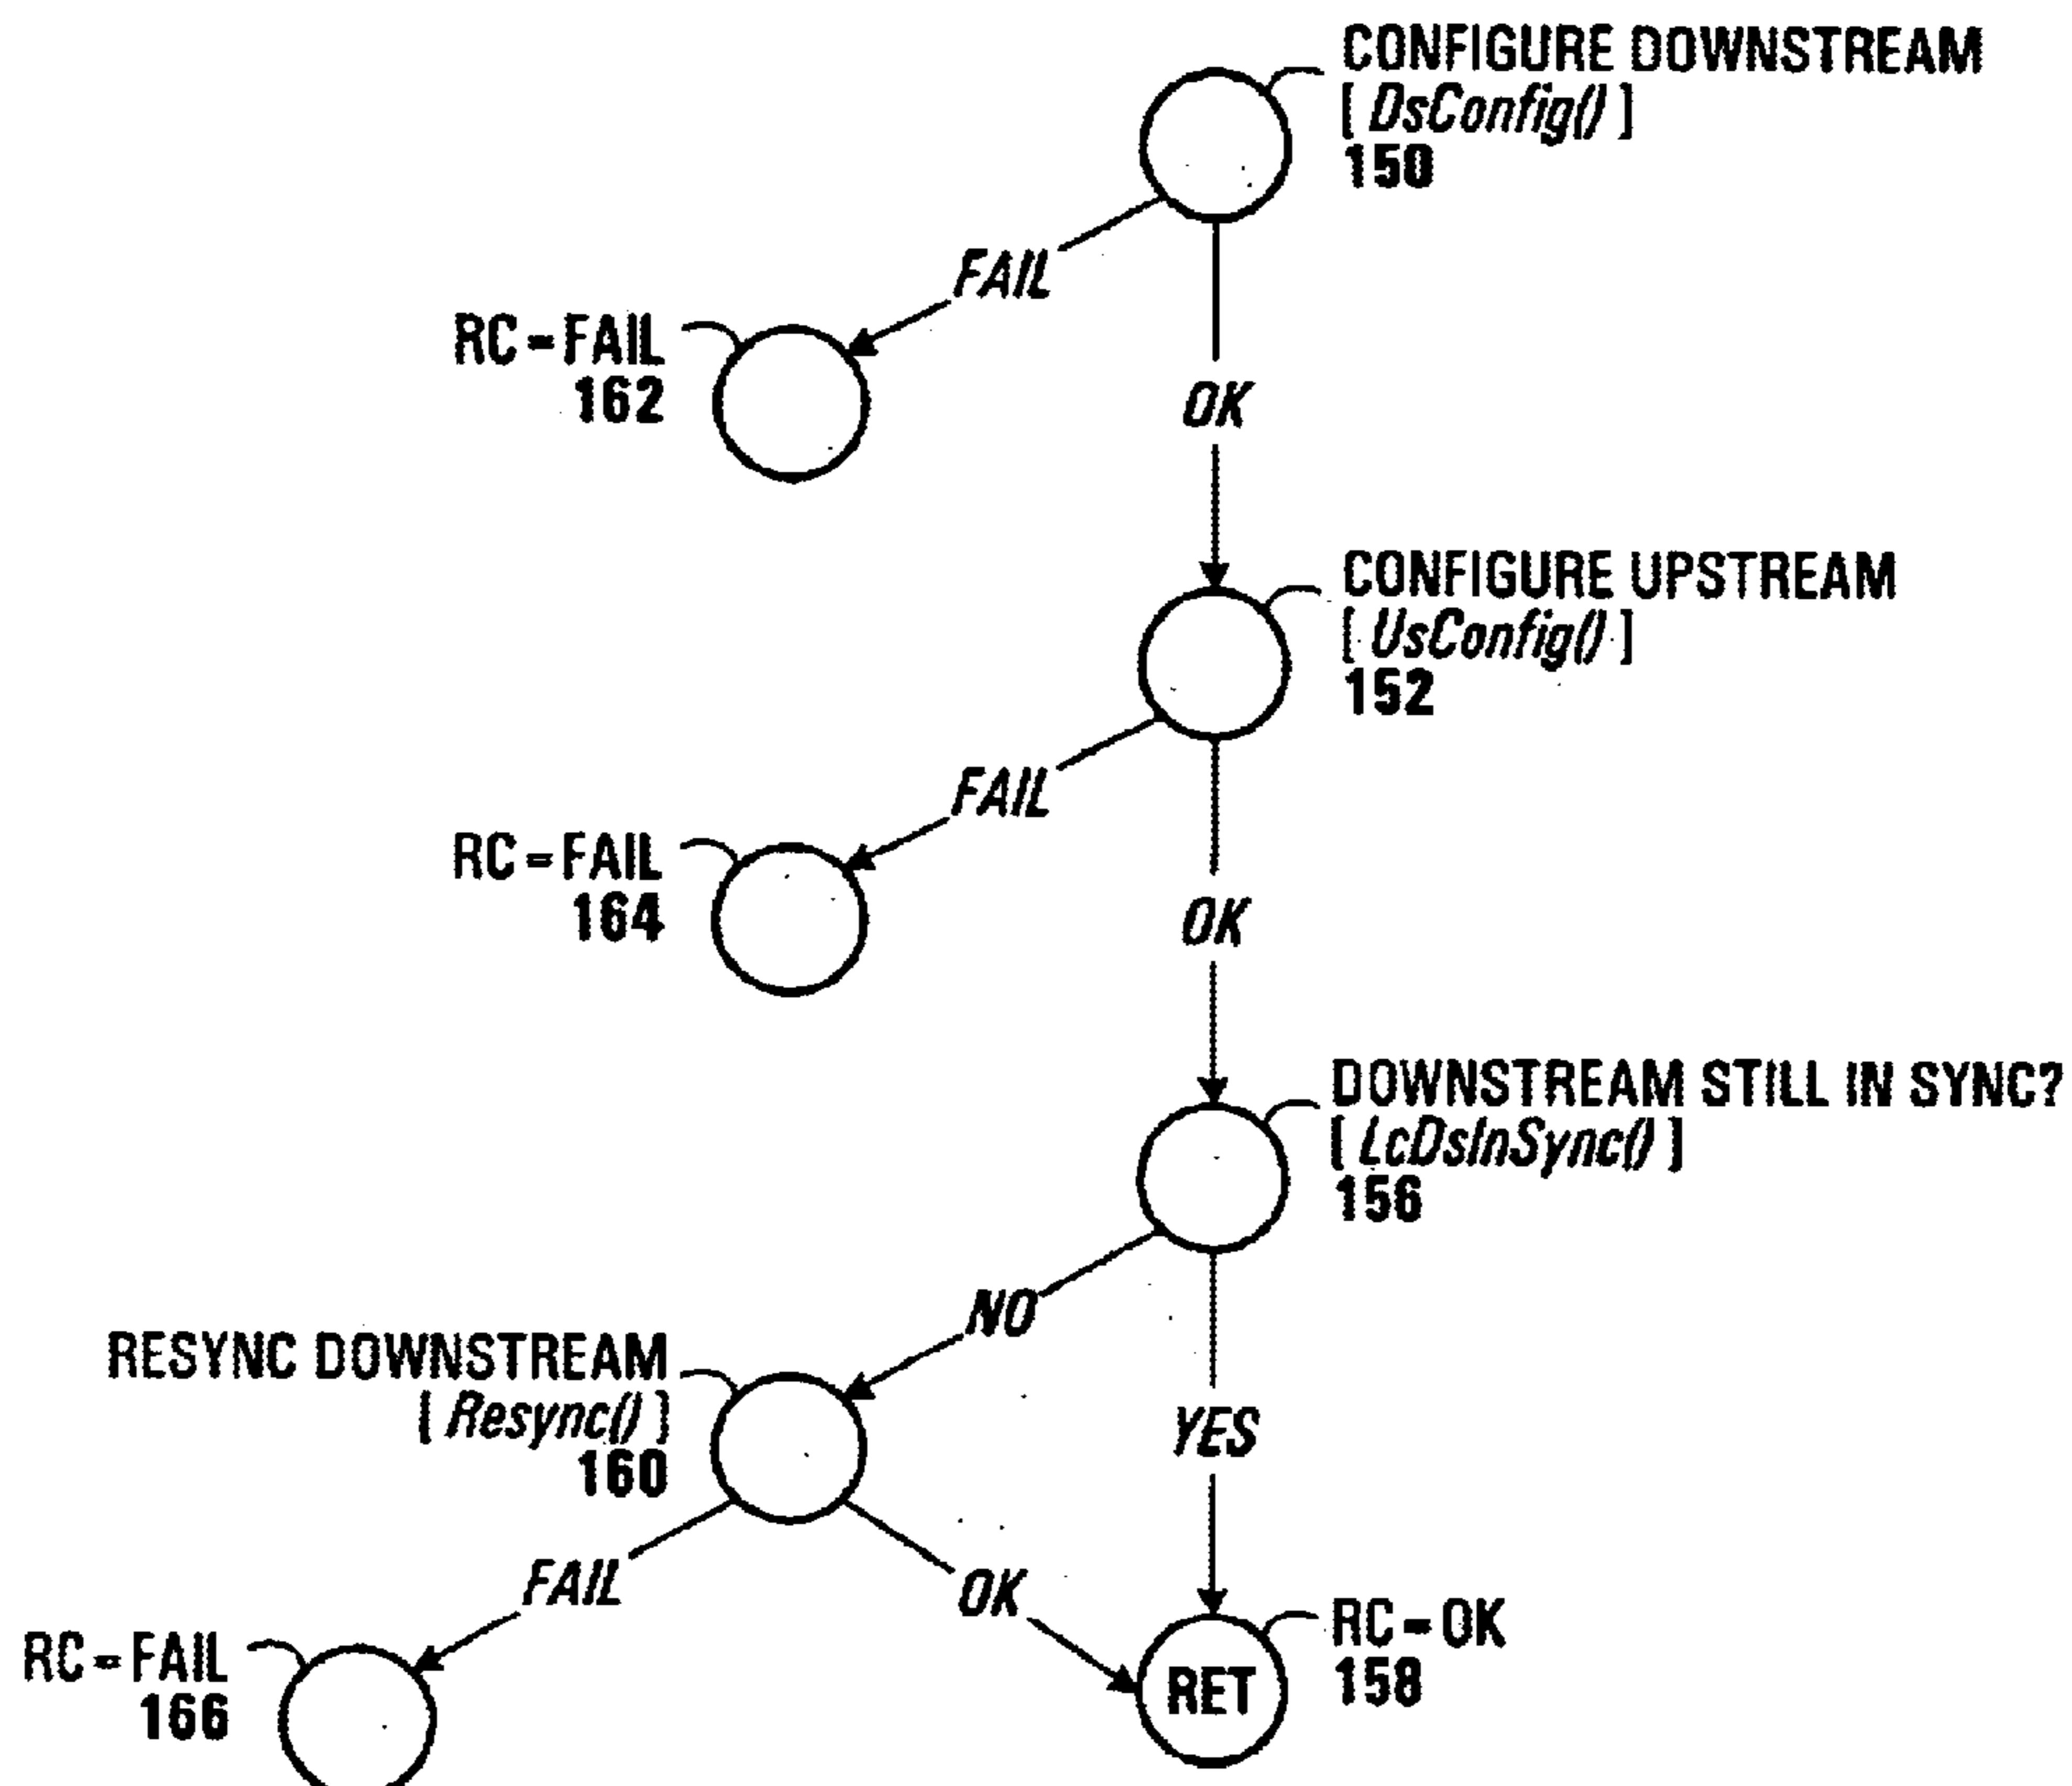 CONFIGURE DOWNSTREAM
[ DsConfig() ]
150
FAIL
RC=FAIL
162
OK
CONFIGURE UPSTREAM
[ UsConfig() ]
152
FAIL
RC=FAIL
164
OK
DOWNSTREAM STILL IN SYNC?
[ LcDsInSync() ]
156
NO
RESYNC DOWNSTREAM
[ Resync() ]
160
YES
FAIL
OK
RC=FAIL
166
RET
RC=OK
158